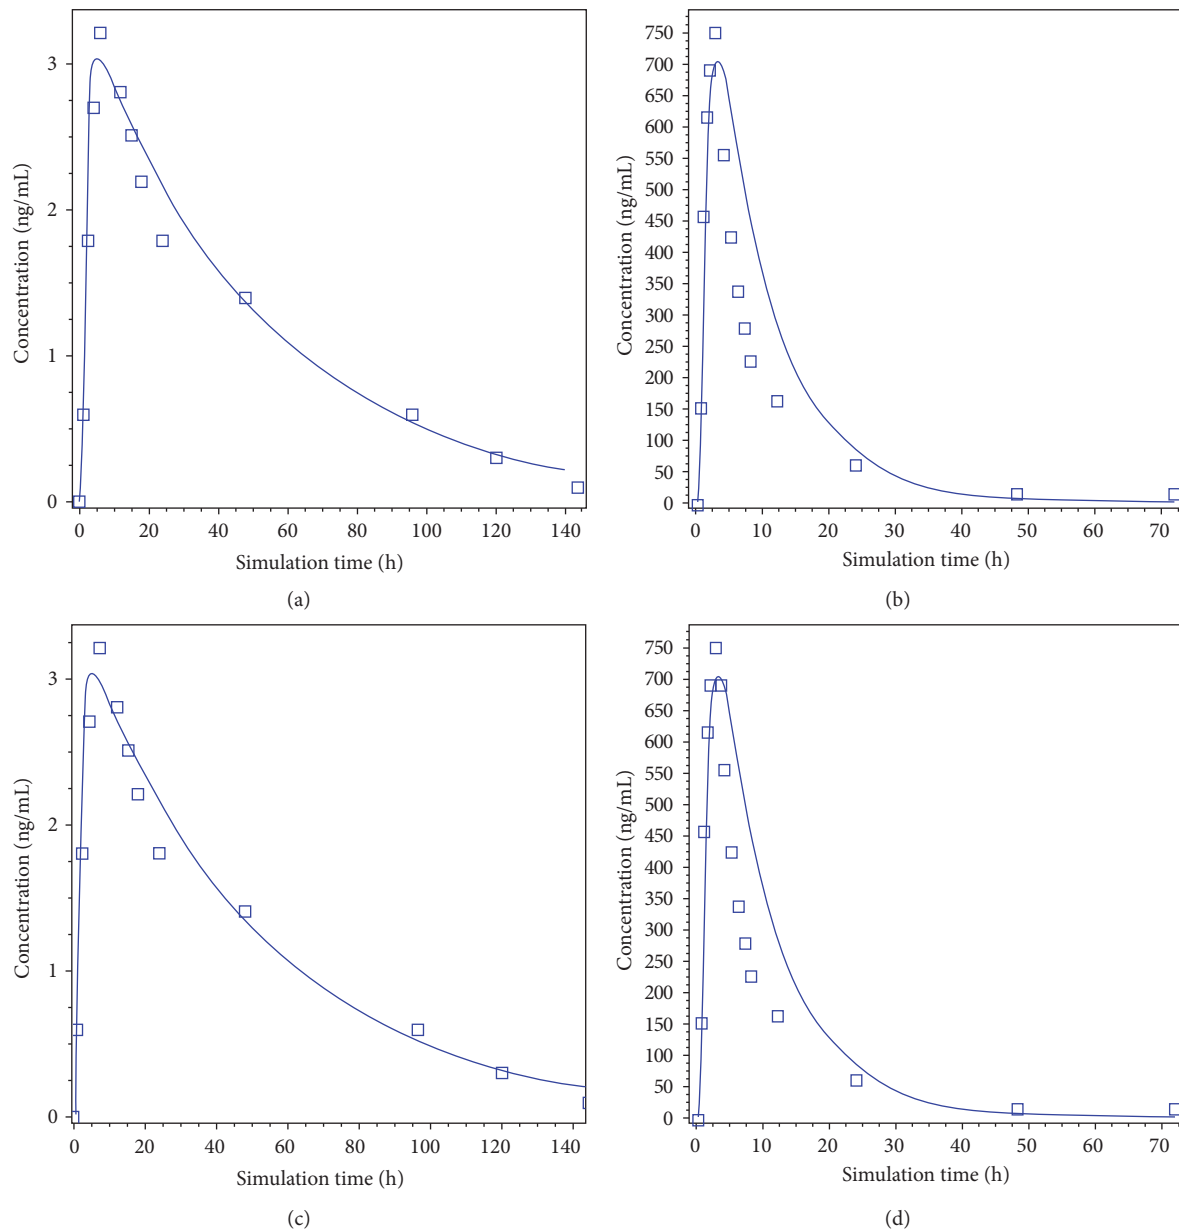 3
2
1
0
Concentration (ng/mL)
0 20 40 60 80 100 120 140
Simulation time (h)
(a)
750
700
650
600
550
500
450
400
350
300
250
200
150
100
50
0
Concentration (ng/mL)
0 10 20 30 40 50 60 70
Simulation time (h)
(b)
3
2
1
0
Concentration (ng/mL)
0 20 40 60 80 100 120 140
Simulation time (h)
(c)
750
700
650
600
550
500
450
400
350
300
250
200
150
100
50
0
Concentration (ng/mL)
0 10 20 30 40 50 60 70
Simulation time (h)
(d)